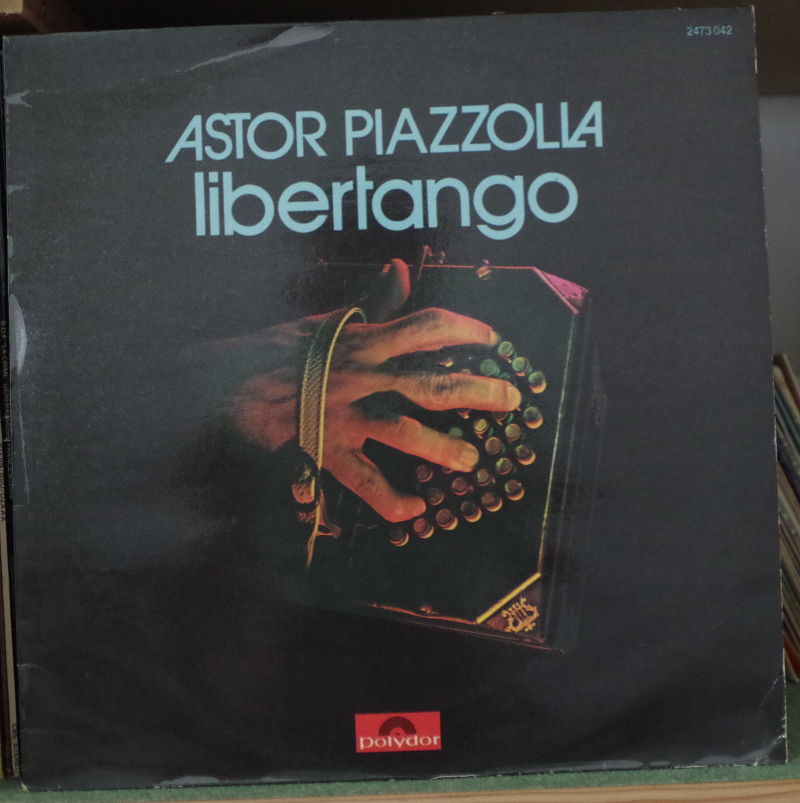 2473 042
ASTOR PIAZZOLLA
libertango
polydor